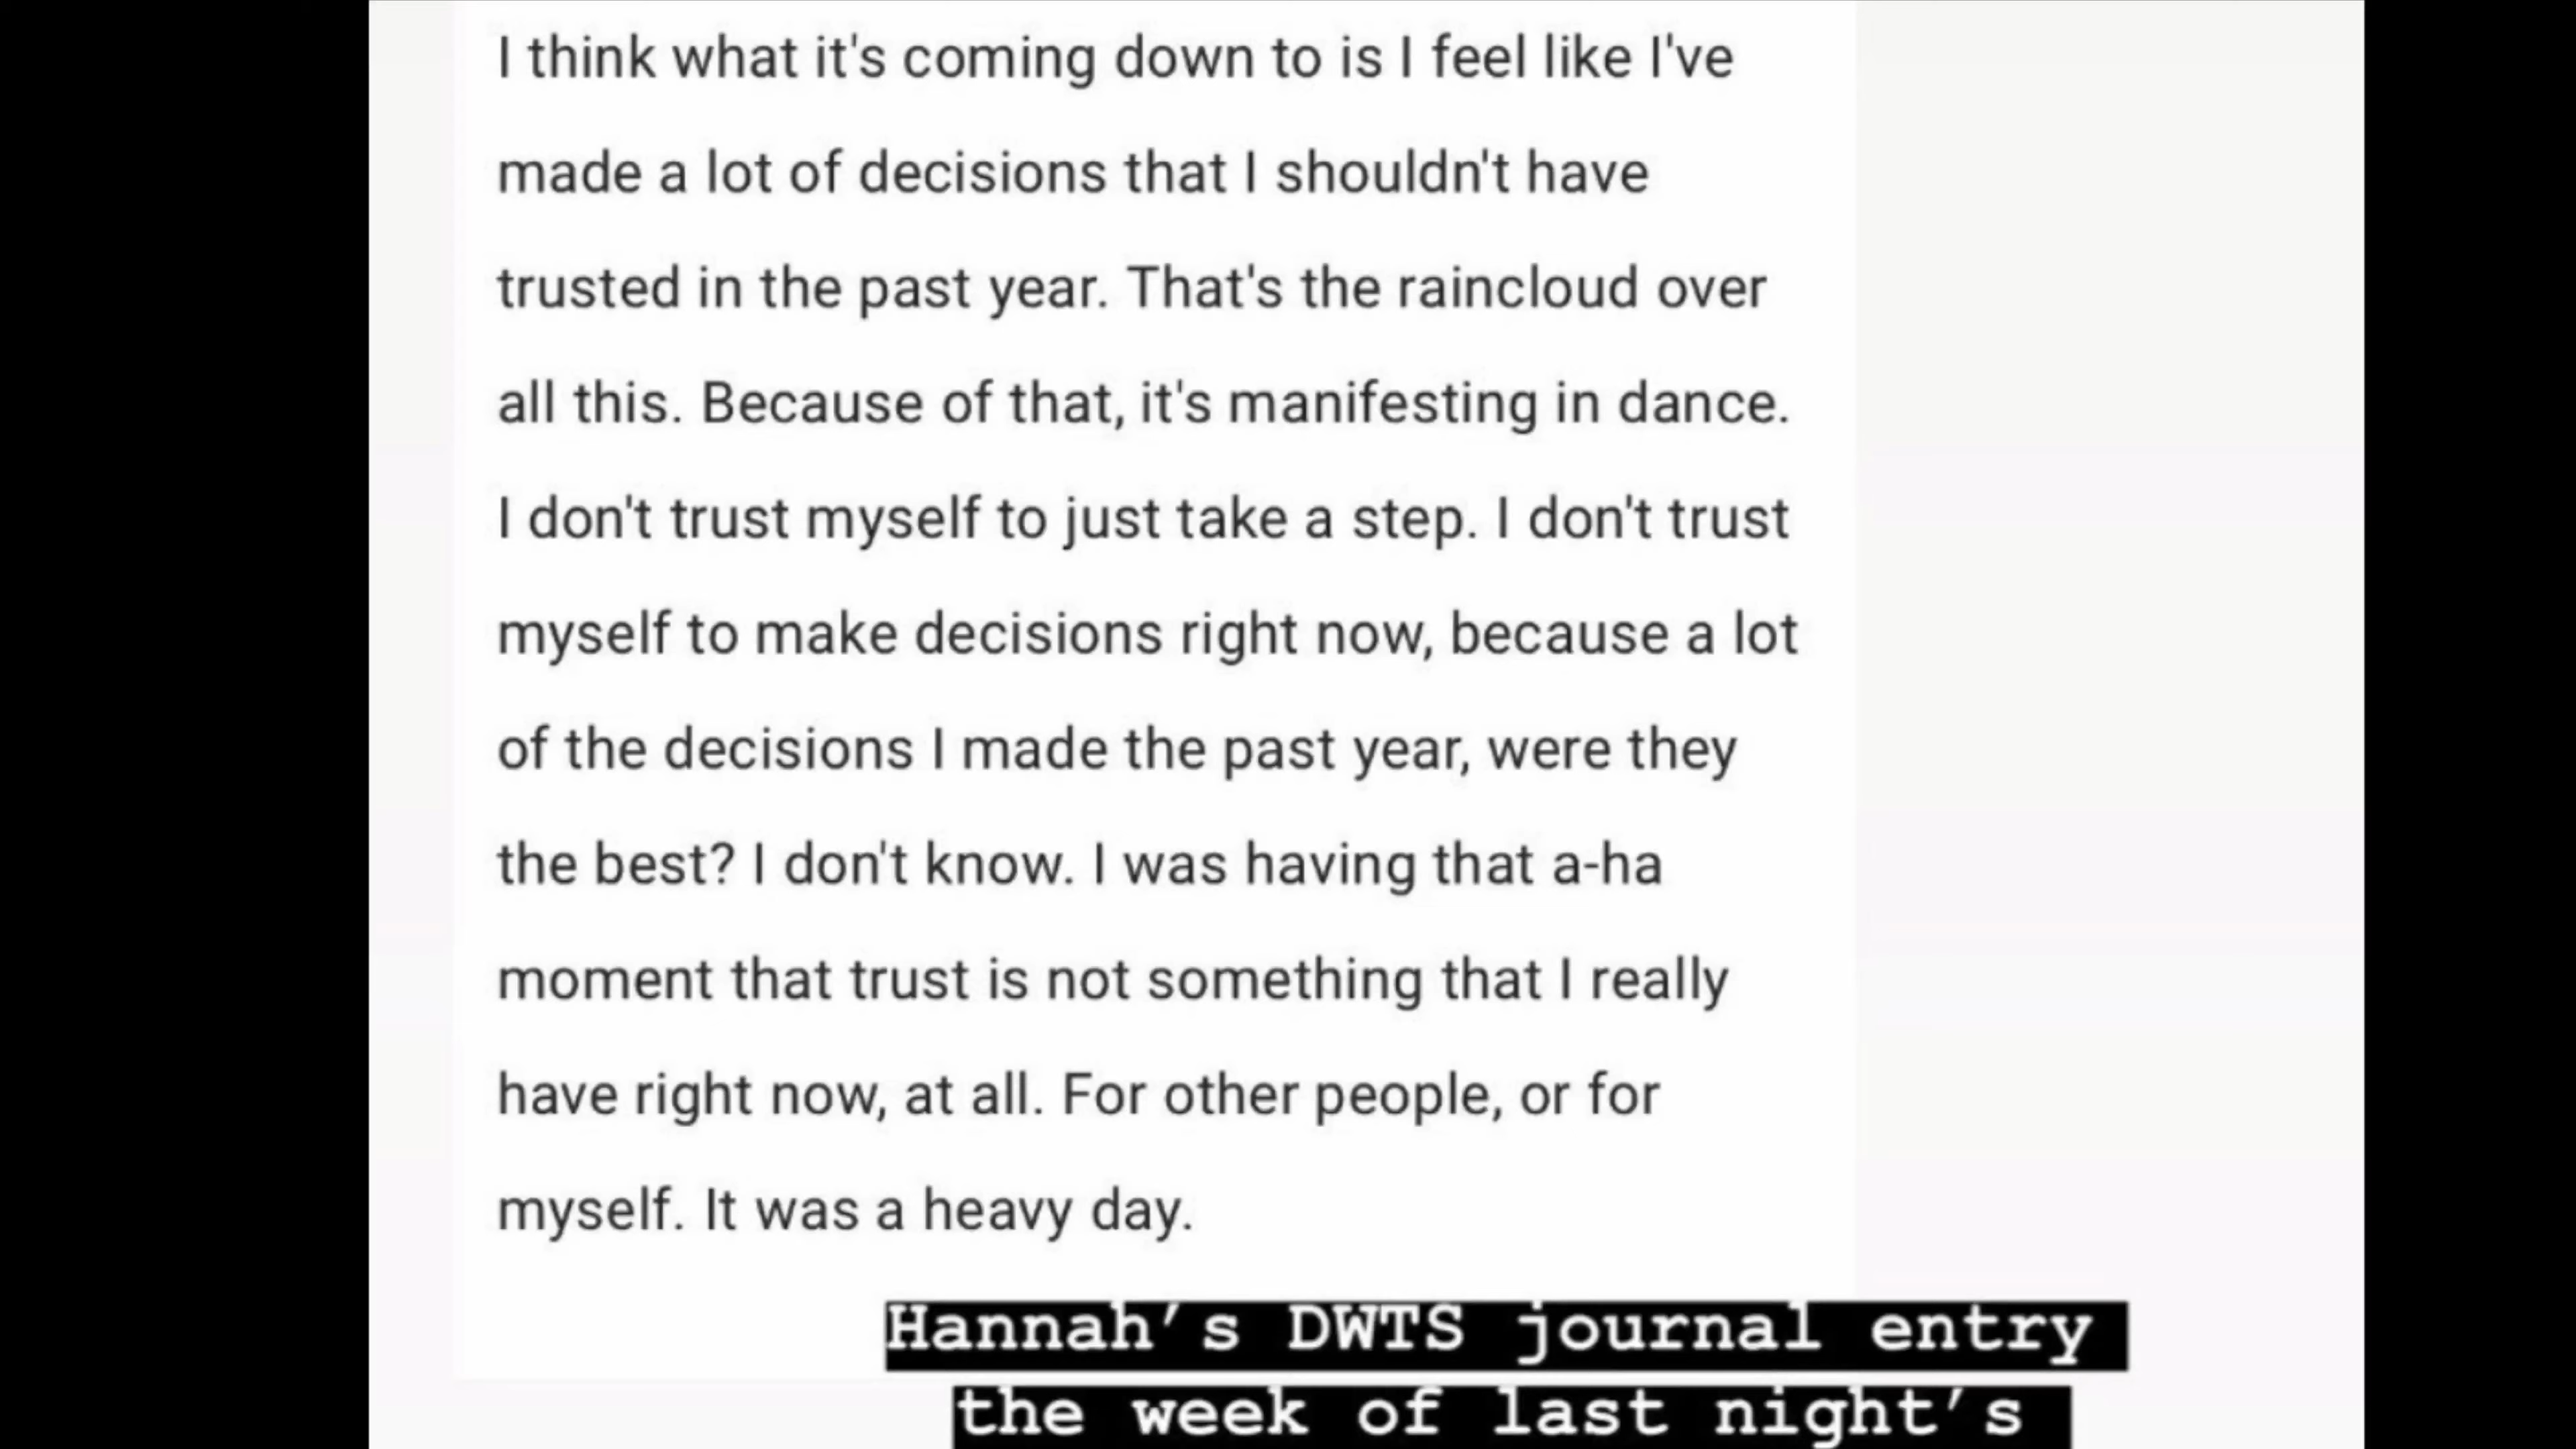 I think what it's coming down to is I feel like I've
made a lot of decisions that I shouldn't have
trusted in the past year. That's the raincloud over
all this. Because of that, it's manifesting in dance.
I don't trust myself to just take a step. I don't trust
myself to make decisions right now, because a lot
of the decisions I made the past year, were they
the best? I don't know. I was having that a-ha
moment that trust is not something that I really
have right now, at all. For other people, or for
myself. It was a heavy day.
Hannah’s DWTS journal entry
the week of last night’s